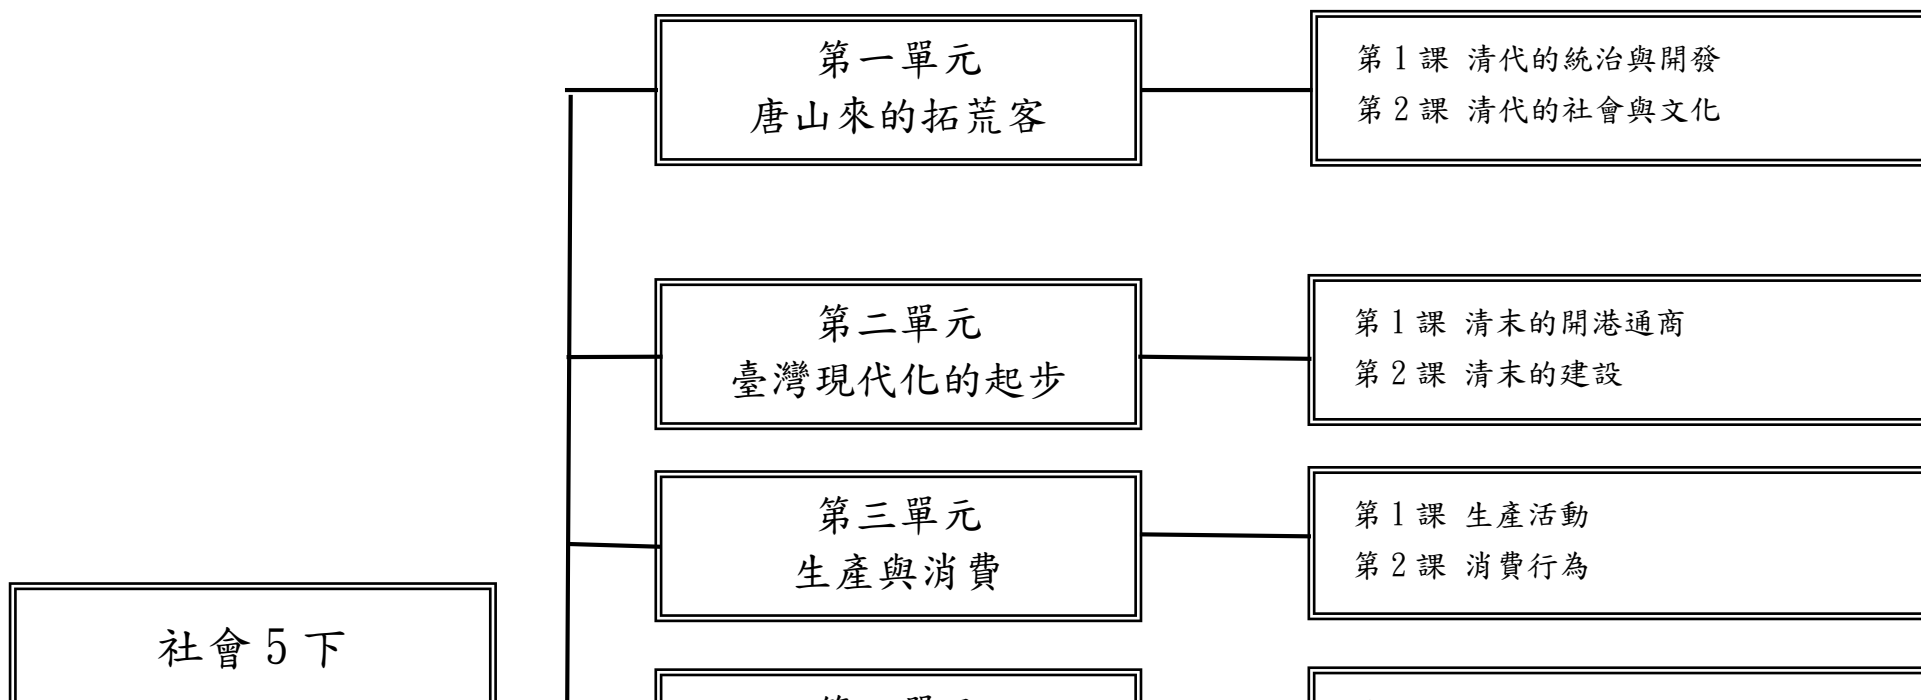 第一單元
唐山來的拓荒客
第1課 清代的統治與開發
第2課 清代的社會與文化
第二單元
臺灣現代化的起步
第1課 清末的開港通商
第2課 清末的建設
第三單元
生產與消費
第1課 生產活動
第2課 消費行為
社會5下